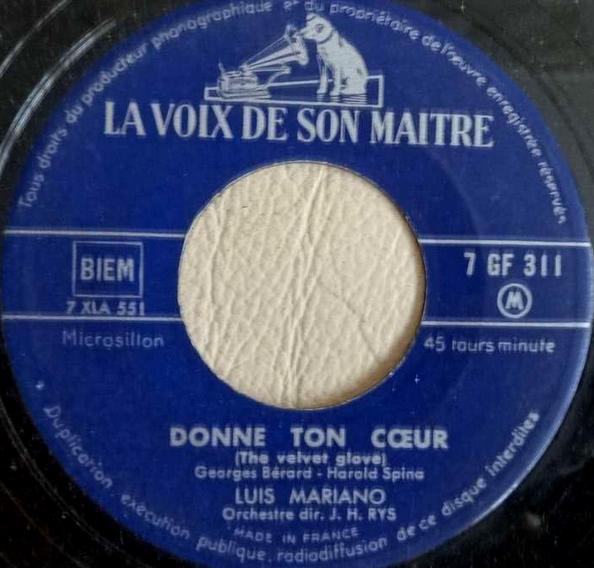 Tous droits du producteur phonographique et du propriétaire de l'œuvre enregistrée réservés
LA VOIX DE SON MAITRE
BIEM
7 XLA 551
7 GF 311
M
Microsillon
45 tours minute
DONNE TON CŒUR
(The velvet glove)
Georges Bérard - Harold Spina
LUIS MARIANO
Orchestre dir. J. H. RYS
MADE IN FRANCE
Duplication, exécution publique, radiodiffusion de ce disque interdites